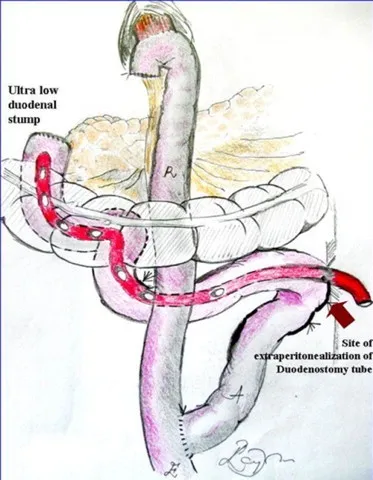 Ultra low
duodenal
stump
R
Site of
extraperitonealization of
Duodenostomy tube
A